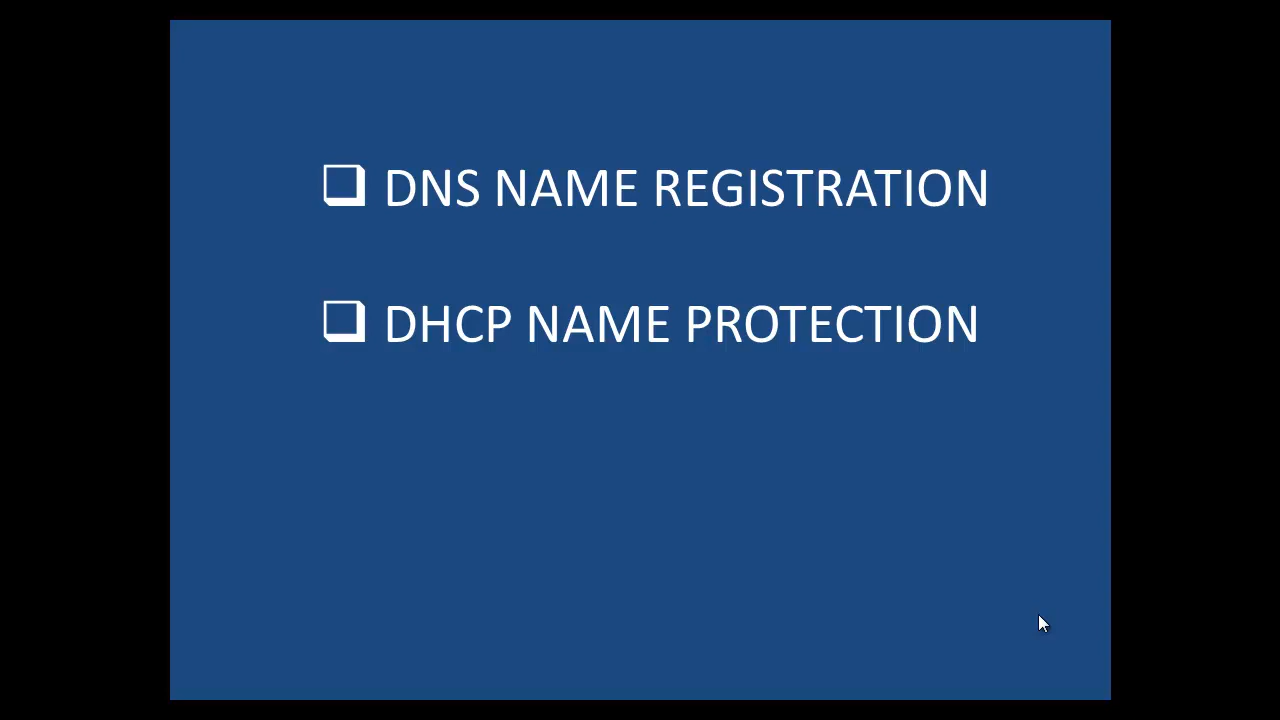 ❑ DNS NAME REGISTRATION
❑ DHCP NAME PROTECTION